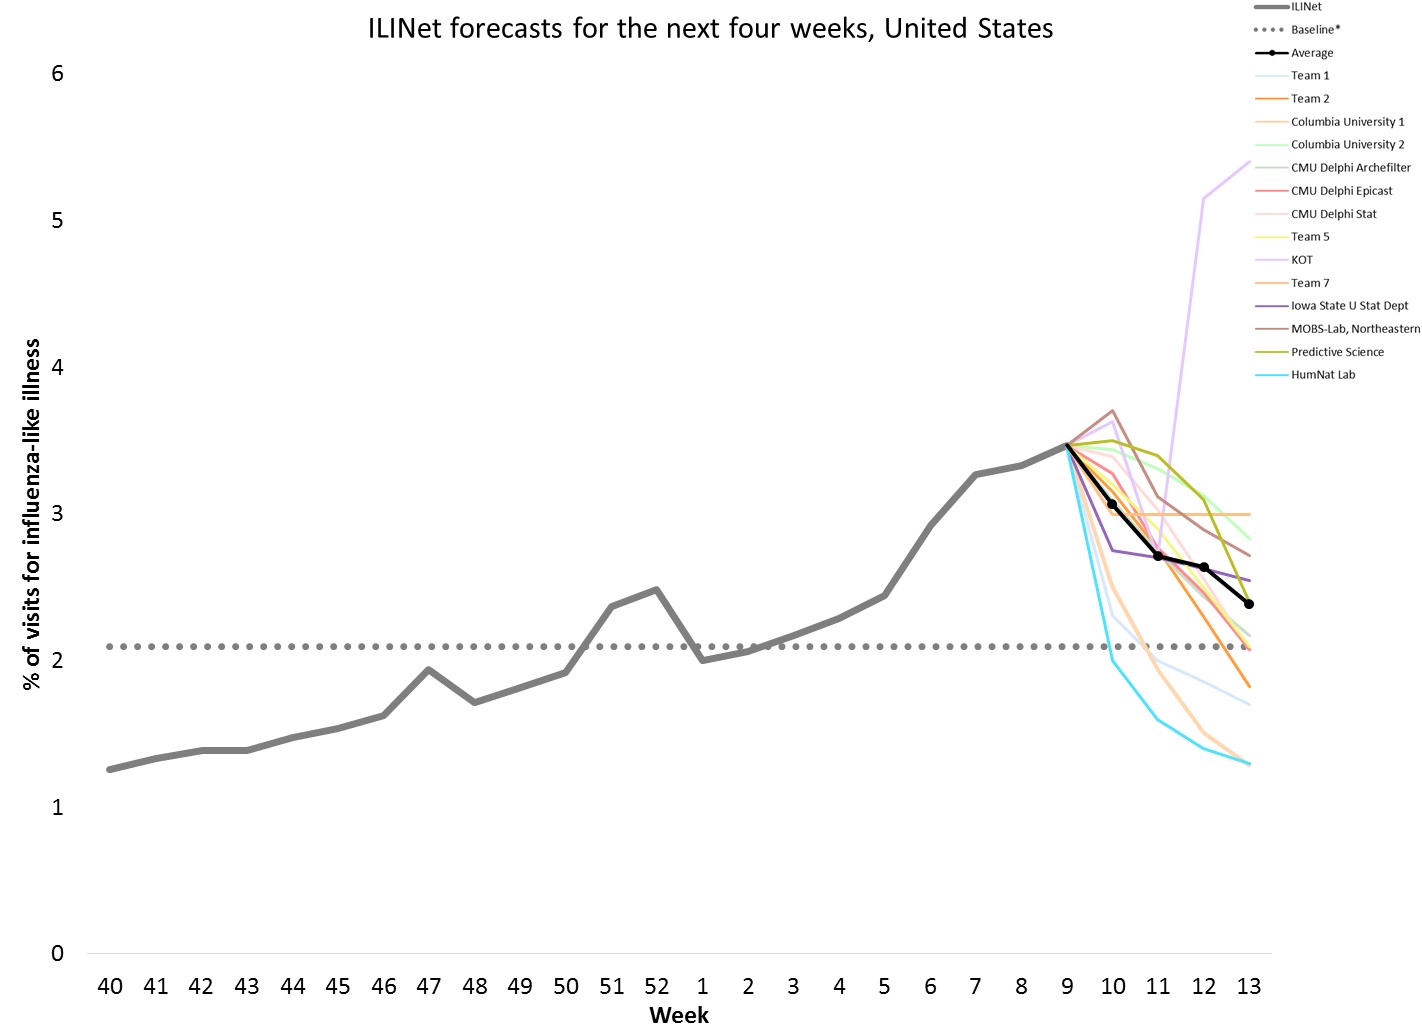 ILINet forecasts for the next four weeks, United States
ILINet
Baseline*
Average
Team 1
Team 2
Columbia University 1
Columbia University 2
CMU Delphi Archefilter
CMU Delphi Epicast
CMU Delphi Stat
Team 5
KOT
Team 7
Iowa State U Stat Dept
MOBS-Lab, Northeastern
Predictive Science
HumNat Lab
% of visits for influenza-like illness
6
5
4
3
2
1
0
40 41 42 43 44 45 46 47 48 49 50 51 52 1 2 3 4 5 6 7 8 9 10 11 12 13
Week